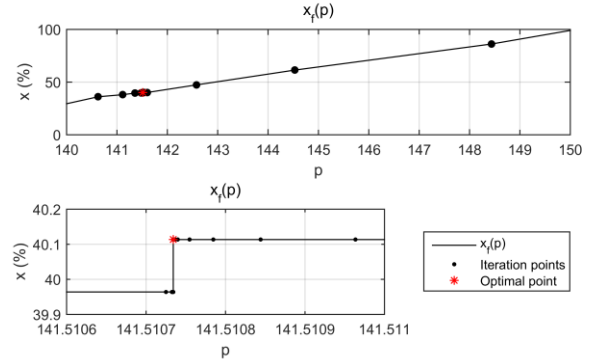 x_f(p)
100
50
0
x (%)
140 141 142 143 144 145 146 147 148 149 150
p
x_f(p)
40.2
40.1
40
39.9
x (%)
141.5106 141.5107 141.5108 141.5109 141.511
p
x_f(p)
Iteration points
Optimal point